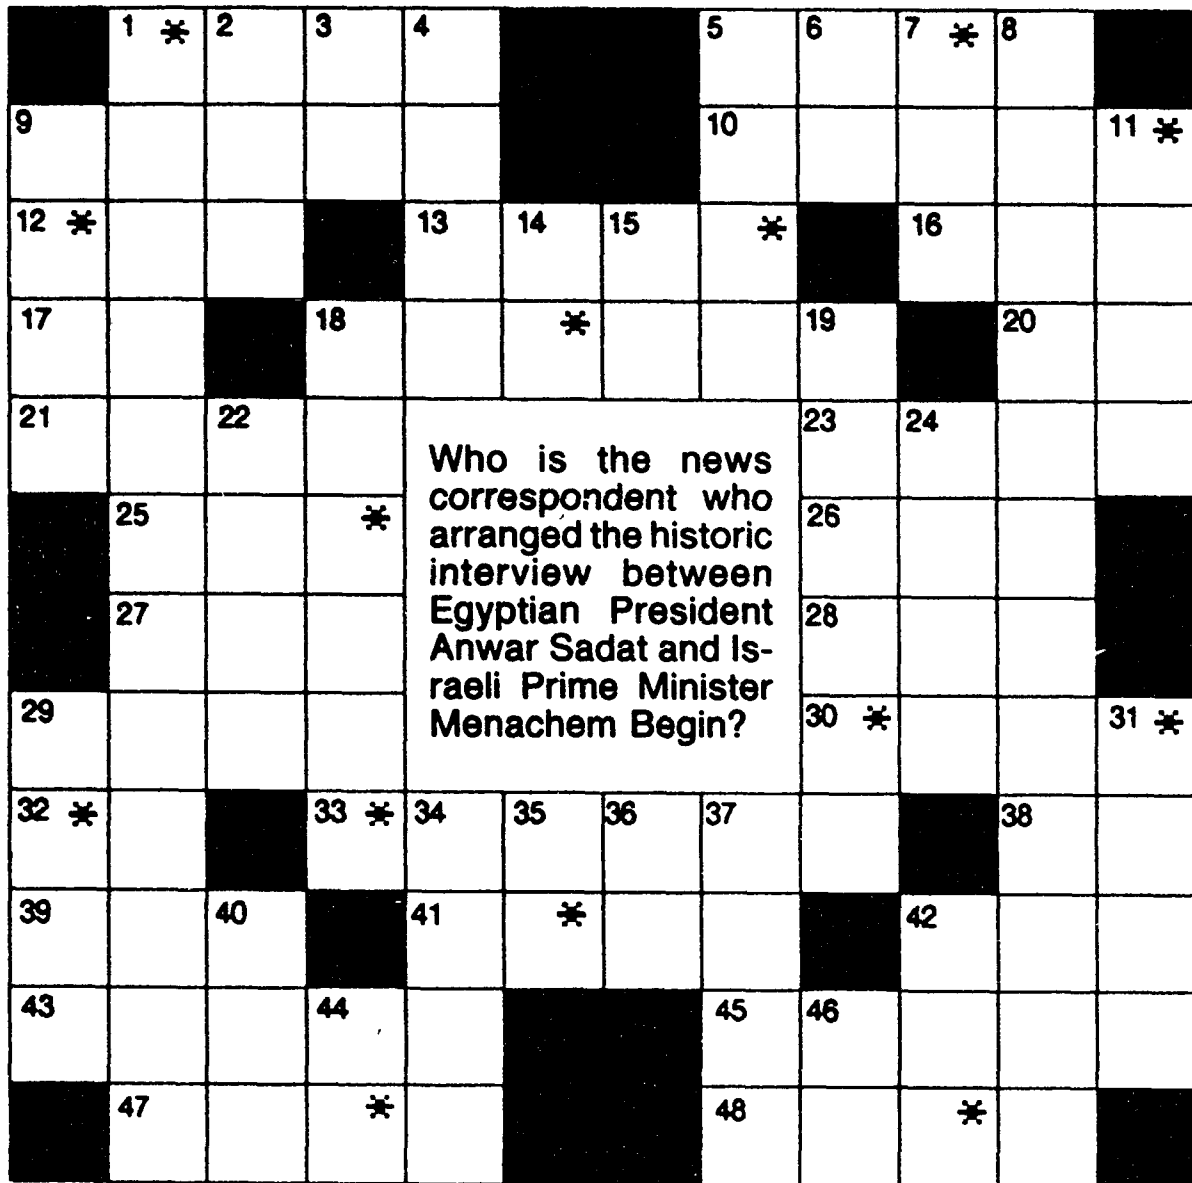 1 * 2 3 4 5 6 7 * 8
9 10 11 *
12 * 13 14 15 * 16
17 18 * 19 20
21 22 23 24
Who is the news
correspondent who
arranged the historic
interview between
Egyptian President
Anwar Sadat and Is-
raeli Prime Minister
Menachem Begin?
25 * 26
27 28
29 30 * 31 *
32 * 33 * 34 35 36 37 38
39 40 41 * 42
43 44 45 46
47 * 48 *